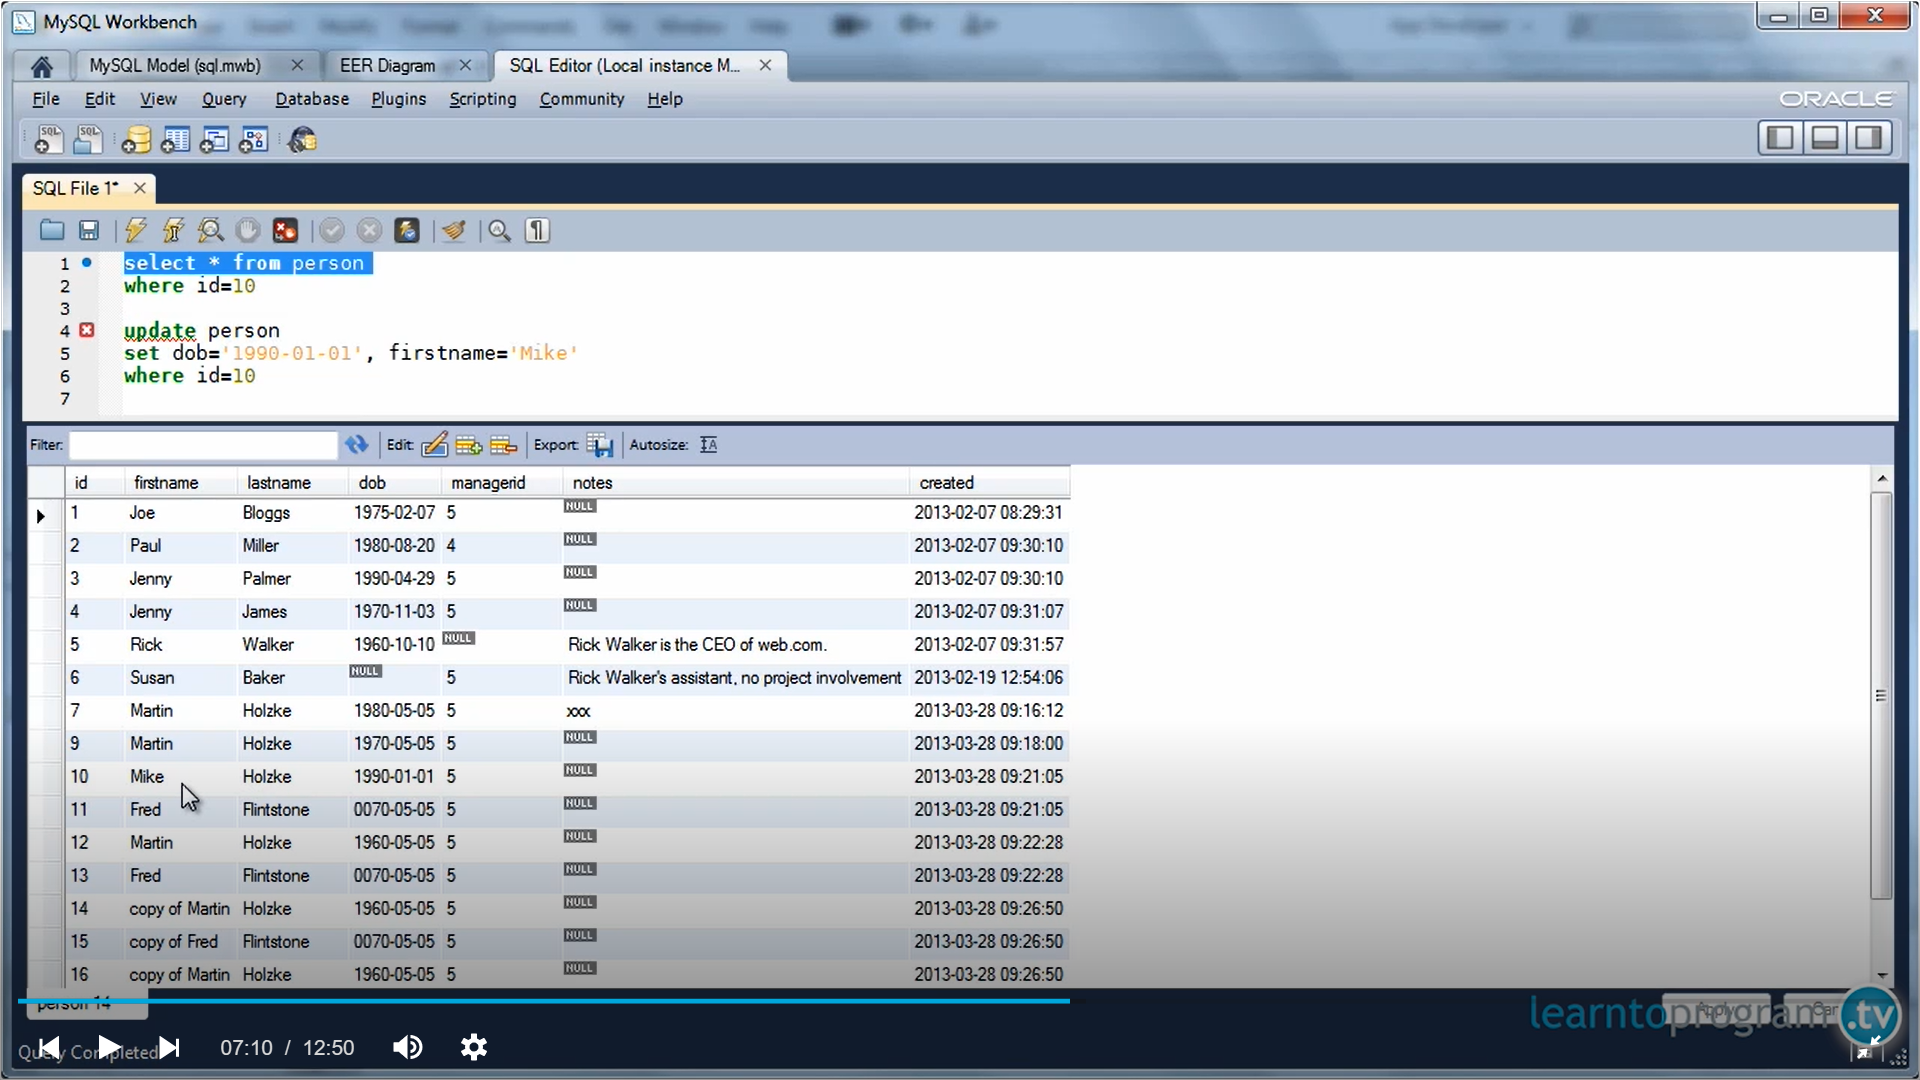 MySQL Workbench
MySQL Model (sql.mwb) EER Diagram SQL Editor (Local instance M...
File Edit View Query Database Plugins Scripting Community Help
ORACLE
SQL File 1*
1 select * from person
2 where id=10
3
4 update person
5 set dob='1990-01-01', firstname='Mike'
6 where id=10
7
Filter: Edit: Export: Autosize:
id firstname lastname dob managerid notes created
1 Joe Bloggs 1975-02-07 5 NULL 2013-02-07 08:29:31
2 Paul Miller 1980-08-20 4 NULL 2013-02-07 09:30:10
3 Jenny Palmer 1990-04-29 5 NULL 2013-02-07 09:30:10
4 Jenny James 1970-11-03 5 NULL 2013-02-07 09:31:07
5 Rick Walker 1960-10-10 NULL Rick Walker is the CEO of web.com. 2013-02-07 09:31:57
6 Susan Baker NULL 5 Rick Walker's assistant, no project involvement 2013-02-19 12:54:06
7 Martin Holzke 1980-05-05 5 xxx 2013-03-28 09:16:12
9 Martin Holzke 1970-05-05 5 NULL 2013-03-28 09:18:00
10 Mike Holzke 1990-01-01 5 NULL 2013-03-28 09:21:05
11 Fred Flintstone 0070-05-05 5 NULL 2013-03-28 09:21:05
12 Martin Holzke 1960-05-05 5 NULL 2013-03-28 09:22:28
13 Fred Flintstone 0070-05-05 5 NULL 2013-03-28 09:22:28
14 copy of Martin Holzke 1960-05-05 5 NULL 2013-03-28 09:26:50
15 copy of Fred Flintstone 0070-05-05 5 NULL 2013-03-28 09:26:50
16 copy of Martin Holzke 1960-05-05 5 NULL 2013-03-28 09:26:50
person 14
Apply
learntoprogram.tv
07:10 / 12:50
Query Completed